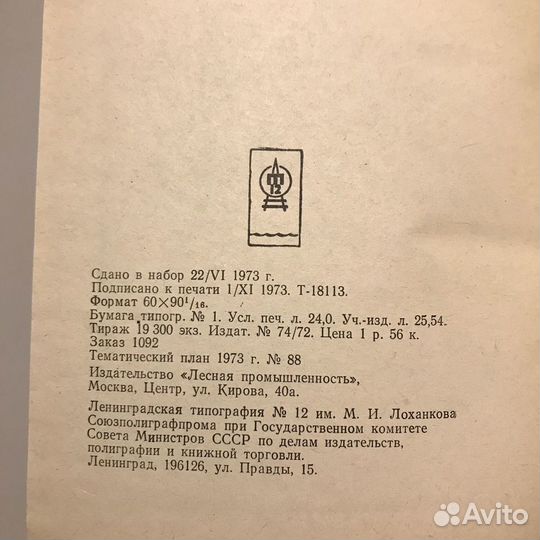 Ф
12
Сдано в набор 22/VI 1973 г.
Подписано к печати 1/XI 1973. Т-18113.
Формат 60×90¹/₁₆.
Бумага типогр. № 1. Усл. печ. л. 24,0. Уч.-изд. л. 25,54.
Тираж 19 300 экз. Издат. № 74/72. Цена 1 р. 56 к.
Заказ 1092
Тематический план 1973 г. № 88
Издательство «Лесная промышленность»,
Москва, Центр, ул. Кирова, 40а.
Ленинградская типография № 12 им. М. И. Лоханкова
Союзполиграфпрома при Государственном комитете
Совета Министров СССР по делам издательств,
полиграфии и книжной торговли.
Ленинград, 196126, ул. Правды, 15.
Avito